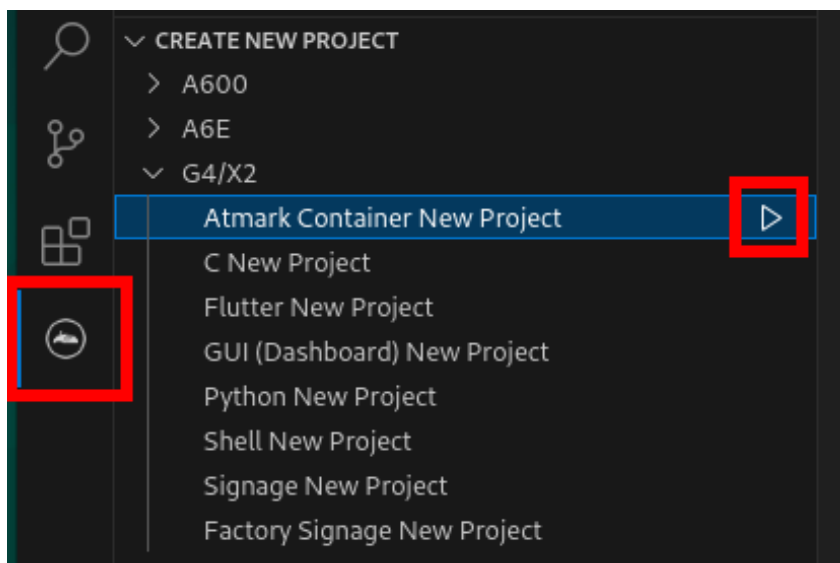 CREATE NEW PROJECT
A600
A6E
G4/X2
Atmark Container New Project
C New Project
Flutter New Project
GUI (Dashboard) New Project
Python New Project
Shell New Project
Signage New Project
Factory Signage New Project